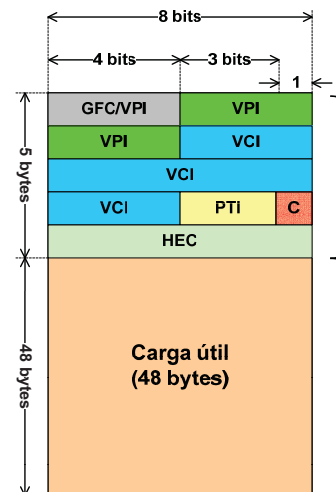 8 bits
4 bits
3 bits
1
GFC/VPI
VPI
VPI
VCI
VCI
VCI
PTi
C
HEC
5 bytes
48 bytes
Carga útil
(48 bytes)